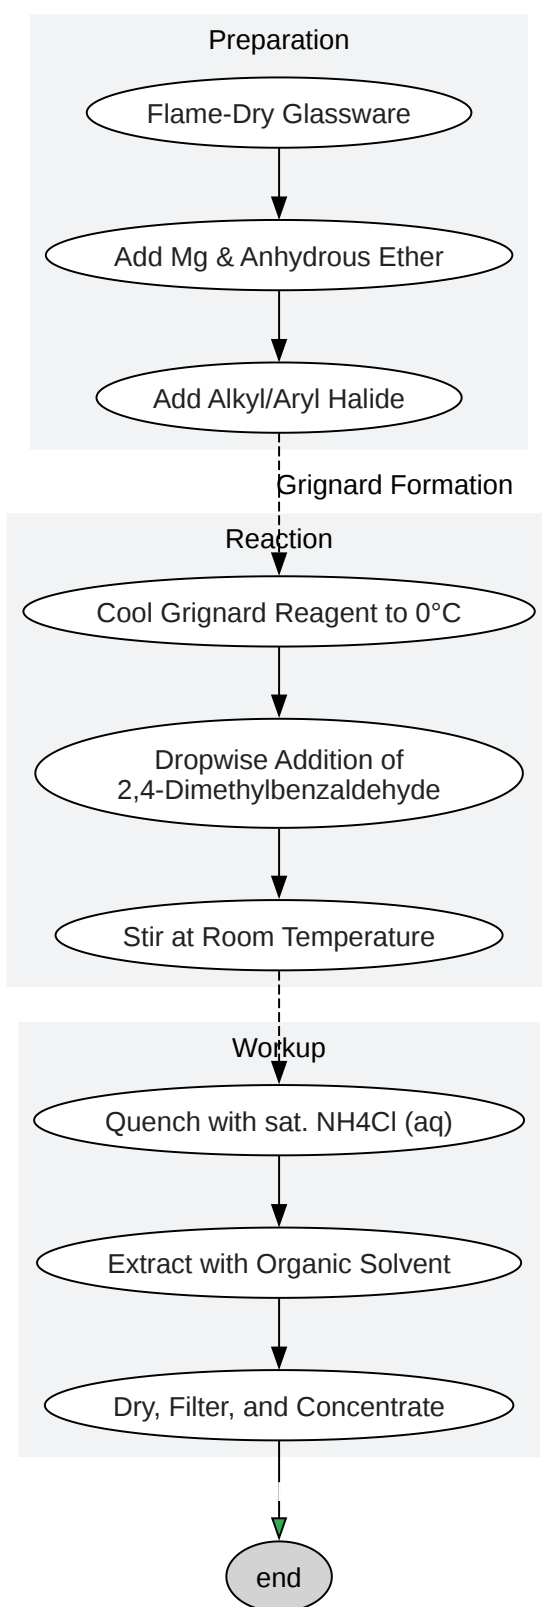 Preparation
Flame-Dry Glassware
Add Mg & Anhydrous Ether
Add Alkyl/Aryl Halide
Grignard Formation
Reaction
Cool Grignard Reagent to 0°C
Dropwise Addition of
2,4-Dimethylbenzaldehyde
Stir at Room Temperature
Workup
Quench with sat. NH4Cl (aq)
Extract with Organic Solvent
Dry, Filter, and Concentrate
end